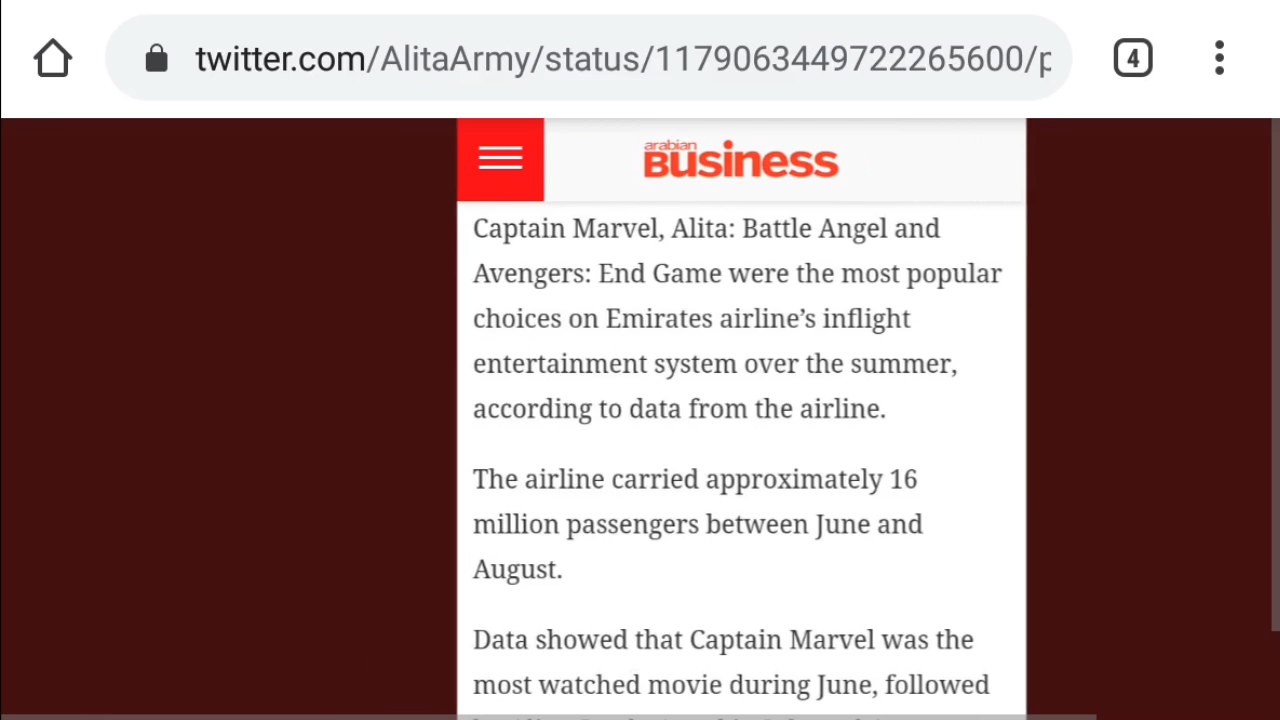 twitter.com/AlitaArmy/status/1179063449722265600/p
4
arabian
Business
Captain Marvel, Alita: Battle Angel and
Avengers: End Game were the most popular
choices on Emirates airline’s inflight
entertainment system over the summer,
according to data from the airline.
The airline carried approximately 16
million passengers between June and
August.
Data showed that Captain Marvel was the
most watched movie during June, followed